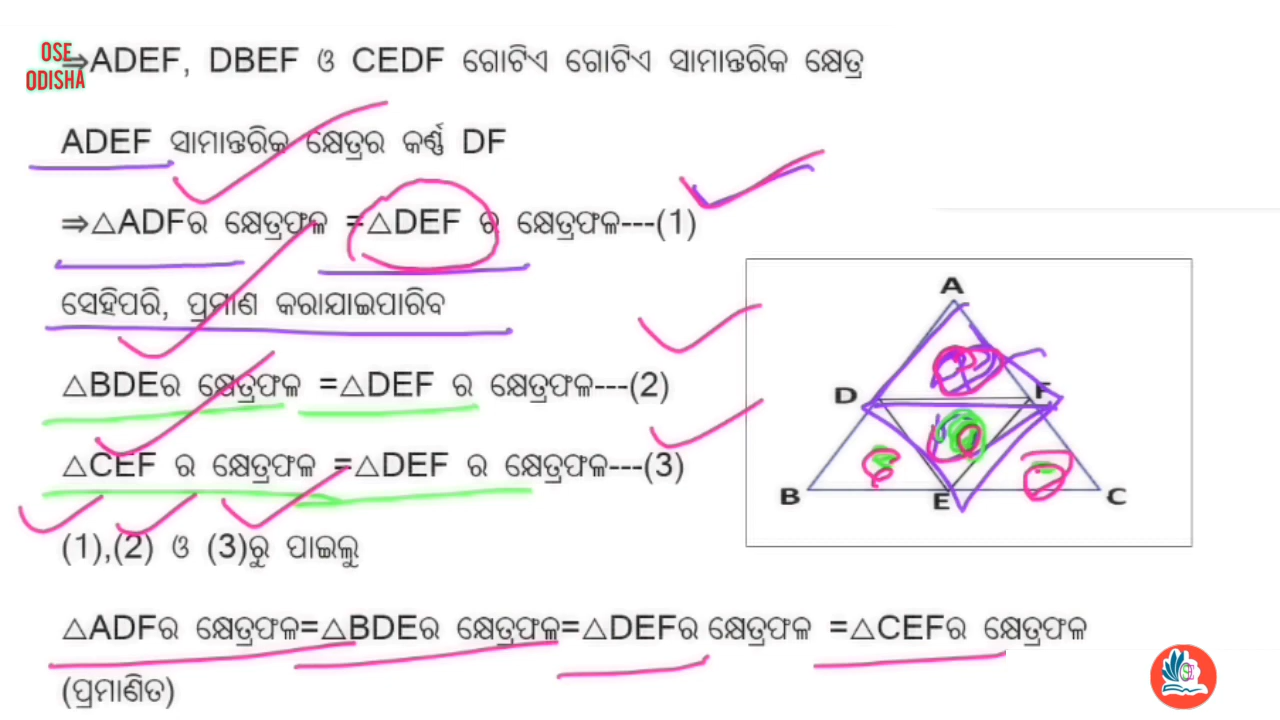 OSE
ODISHA
⇒ADEF, DBEF ଓ CEDF ଗୋଟିଏ ଗୋଟିଏ ସାମାନ୍ତରିକ କ୍ଷେତ୍ର
ADEF ସାମାନ୍ତରିକ କ୍ଷେତ୍ରର କର୍ଣ୍ଣ DF
⇒△ADFର କ୍ଷେତ୍ରଫଳ =△DEF ର କ୍ଷେତ୍ରଫଳ---(1)
ସେହିପରି, ପ୍ରମାଣ କରାଯାଇପାରିବ
△BDEର କ୍ଷେତ୍ରଫଳ =△DEF ର କ୍ଷେତ୍ରଫଳ---(2)
△CEF ର କ୍ଷେତ୍ରଫଳ =△DEF ର କ୍ଷେତ୍ରଫଳ---(3)
(1),(2) ଓ (3)ରୁ ପାଇଲୁ
△ADFର କ୍ଷେତ୍ରଫଳ=△BDEର କ୍ଷେତ୍ରଫଳ=△DEFର କ୍ଷେତ୍ରଫଳ =△CEFର କ୍ଷେତ୍ରଫଳ
(ପ୍ରମାଣିତ)
A
D F
B E C